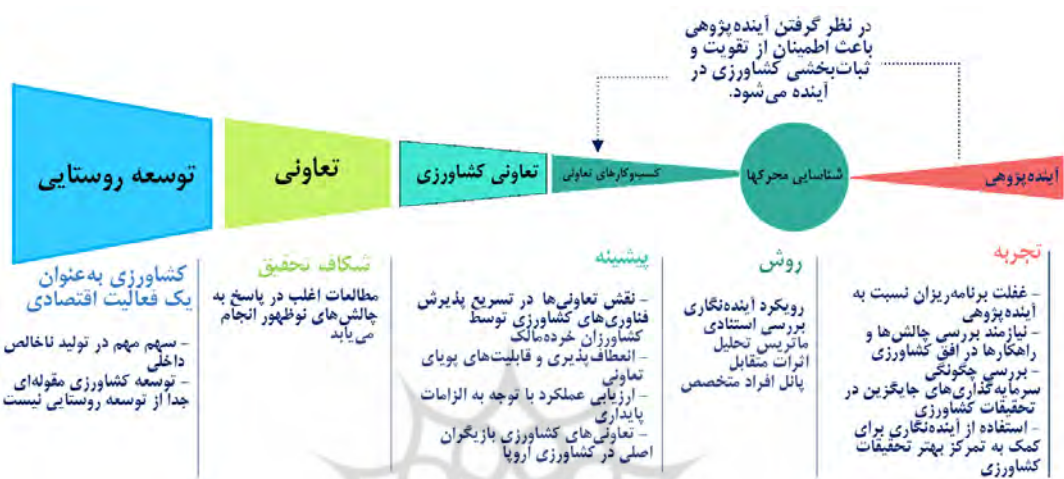 در نظر گرفتن آینده‌پژوهی
باعث اطمینان از تقویت و
ثبات‌بخشی کشاورزی در
آینده می‌شود.
آینده‌پژوهی
شناسایی محرکها
کسب‌وکارهای تعاونی
تعاونی کشاورزی
تعاونی
توسعه روستایی
تجربه
- غفلت برنامه‌ریزان نسبت به
آینده‌پژوهی
- نیازمند بررسی چالش‌ها و
راهکارها در افق کشاورزی
- بررسی چگونگی
سرمایه‌گذاری‌های جایگزین در
تحقیقات کشاورزی
- استفاده از آینده‌نگاری برای
کمک به تمرکز بهتر تحقیقات
کشاورزی
روش
رویکرد آینده‌نگاری
بررسی استنادی
ماتریس تحلیل
اثرات متقابل
پانل افراد متخصص
پیشینه
- نقش تعاونی‌ها در تسریع پذیرش
فناوری‌های کشاورزی توسط
کشاورزان خرده‌مالک
- انعطاف‌پذیری و قابلیت‌های پویای
تعاونی
- ارزیابی عملکرد با توجه به الزامات
پایداری
- تعاونی‌های کشاورزی بازیگران
اصلی در کشاورزی اروپا
شکاف تحقیق
مطالعات اغلب در پاسخ به
چالش‌های نوظهور انجام
می‌یابد
کشاورزی به‌عنوان
یک فعالیت اقتصادی
- سهم مهم در تولید ناخالص
داخلی
- توسعه کشاورزی مقوله‌ای
جدا از توسعه روستایی نیست